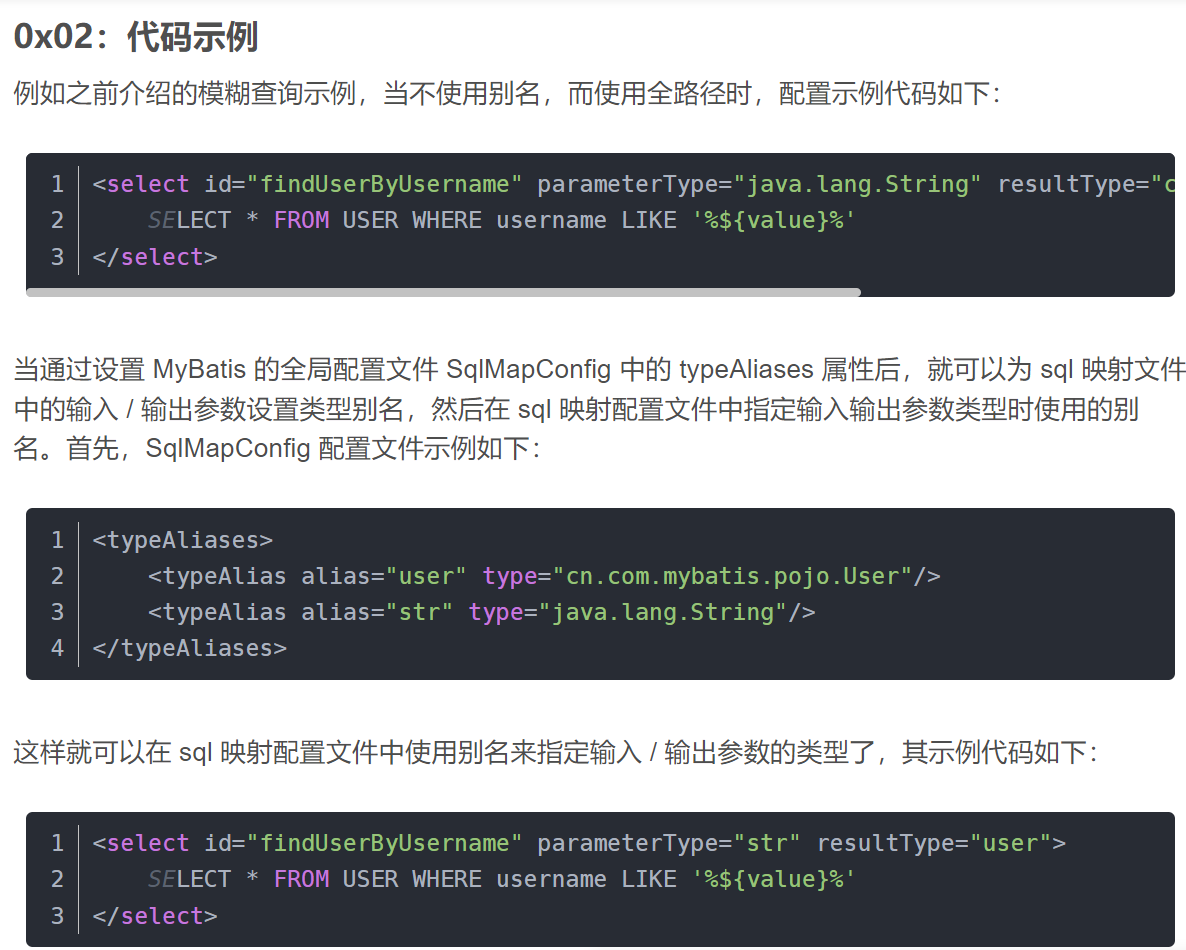 0x02：代码示例
例如之前介绍的模糊查询示例，当不使用别名，而使用全路径时，配置示例代码如下：
1 <select id="findUserByUsername" parameterType="java.lang.String" resultType="c
2     SELECT * FROM USER WHERE username LIKE '%${value}%'
3 </select>
当通过设置 MyBatis 的全局配置文件 SqlMapConfig 中的 typeAliases 属性后，就可以为 sql 映射文件
中的输入 / 输出参数设置类型别名，然后在 sql 映射配置文件中指定输入输出参数类型时使用的别
名。首先，SqlMapConfig 配置文件示例如下：
1 <typeAliases>
2     <typeAlias alias="user" type="cn.com.mybatis.pojo.User"/>
3     <typeAlias alias="str" type="java.lang.String"/>
4 </typeAliases>
这样就可以在 sql 映射配置文件中使用别名来指定输入 / 输出参数的类型了，其示例代码如下：
1 <select id="findUserByUsername" parameterType="str" resultType="user">
2     SELECT * FROM USER WHERE username LIKE '%${value}%'
3 </select>